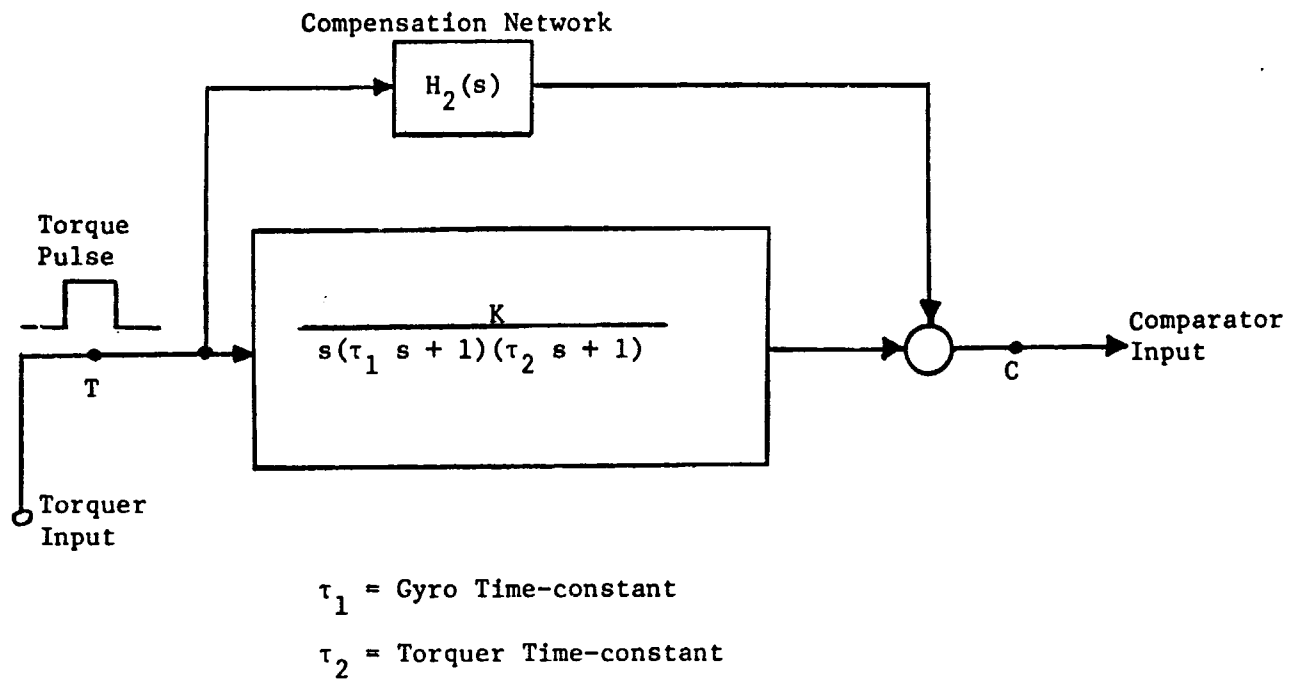 Compensation Network
H2(s)
Torque
Pulse
K
s(τ1 s + 1)(τ2 s + 1)
T
C
Comparator
Input
Torquer
Input
τ1 = Gyro Time-constant
τ2 = Torquer Time-constant